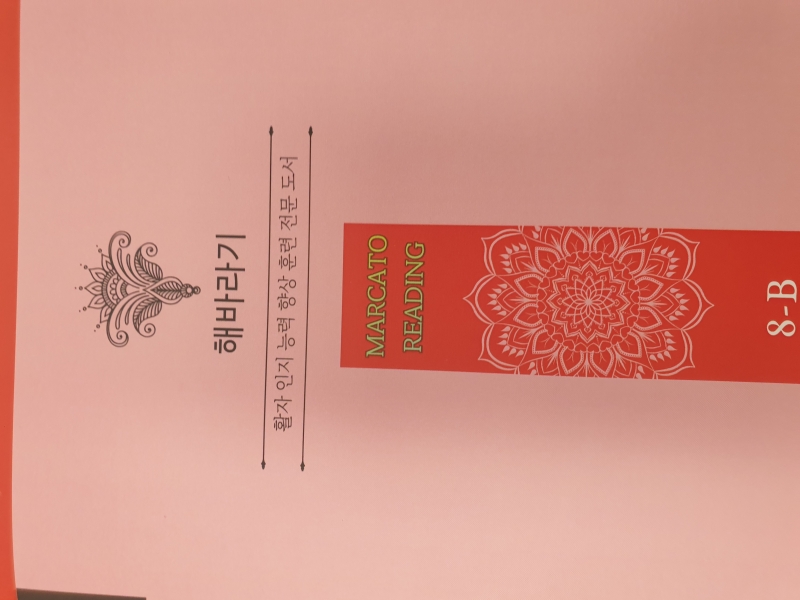 해바라기
활자 인지 능력 향상 훈련 전문 도서
MARCATO
READING
8-B